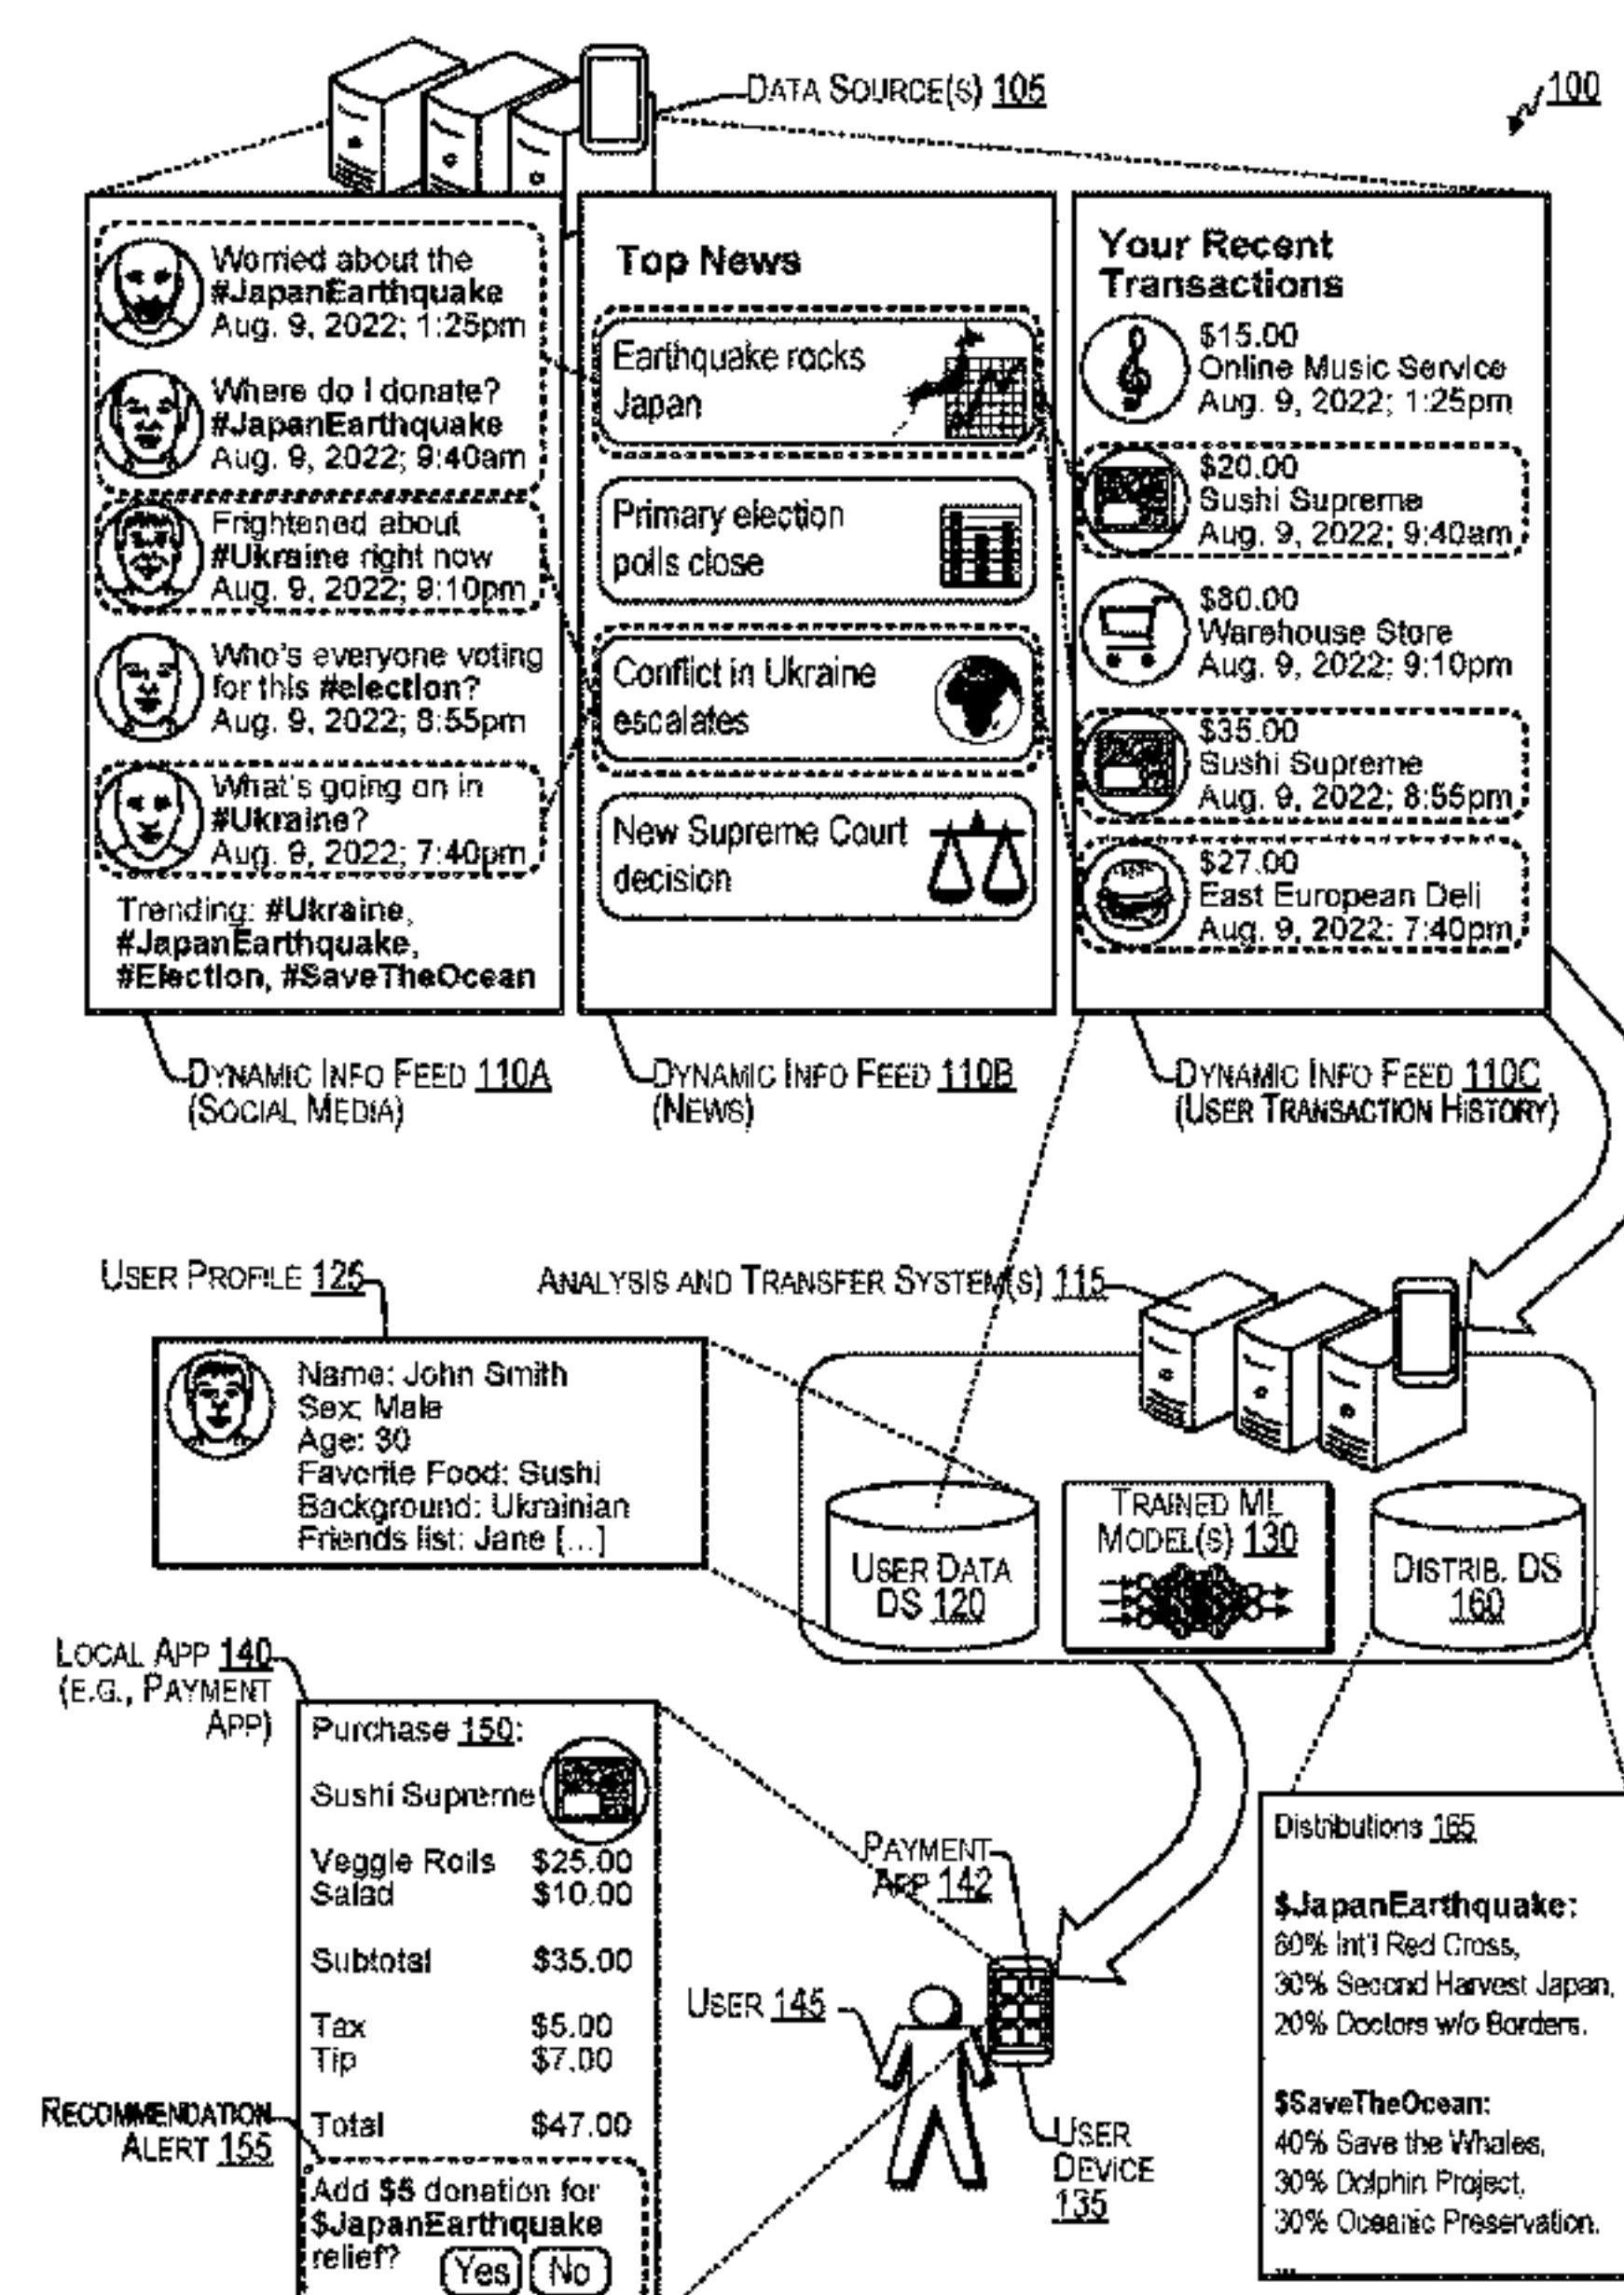 DATA SOURCE(S) 105
100
Worried about the
#JapanEarthquake
Aug. 9, 2022; 1:25pm
Where do I donate?
#JapanEarthquake
Aug. 9, 2022; 9:40am
Frightened about
#Ukraine right now
Aug. 9, 2022; 9:10pm
Who's everyone voting
for this #election?
Aug. 9, 2022; 8:55pm
What's going on in
#Ukraine?
Aug. 9, 2022; 7:40pm
Trending: #Ukraine,
#JapanEarthquake,
#Election, #SaveTheOcean
Top News
Earthquake rocks
Japan
Primary election
polls close
Conflict in Ukraine
escalates
New Supreme Court
decision
Your Recent
Transactions
$15.00
Online Music Service
Aug. 9, 2022; 1:25pm
$20.00
Sushi Supreme
Aug. 9, 2022; 9:40am
$80.00
Warehouse Store
Aug. 9, 2022; 9:10pm
$35.00
Sushi Supreme
Aug. 9, 2022; 8:55pm
$27.00
East European Deli
Aug. 9, 2022; 7:40pm
DYNAMIC INFO FEED 110A
(SOCIAL MEDIA)
DYNAMIC INFO FEED 110B
(NEWS)
DYNAMIC INFO FEED 110C
(USER TRANSACTION HISTORY)
USER PROFILE 125
Name: John Smith
Sex: Male
Age: 30
Favorite Food: Sushi
Background: Ukrainian
Friends list: Jane [...]
ANALYSIS AND TRANSFER SYSTEM(S) 115
USER DATA
DS 120
TRAINED ML
MODEL(S) 130
DISTRIB. DS
160
LOCAL APP 140
(E.G., PAYMENT
APP)
Purchase 150:
Sushi Supreme
Veggie Rolls $25.00
Salad $10.00
Subtotal $35.00
Tax $5.00
Tip $7.00
Total $47.00
RECOMMENDATION
ALERT 155
Add $5 donation for
$JapanEarthquake
relief? Yes No
PAYMENT
APP 142
USER 145
USER
DEVICE
135
Distributions 165
$JapanEarthquake:
60% Int'l Red Cross,
30% Second Harvest Japan,
20% Doctors w/o Borders.
$SaveTheOcean:
40% Save the Whales,
30% Dolphin Project,
30% Oceanic Preservation.
...